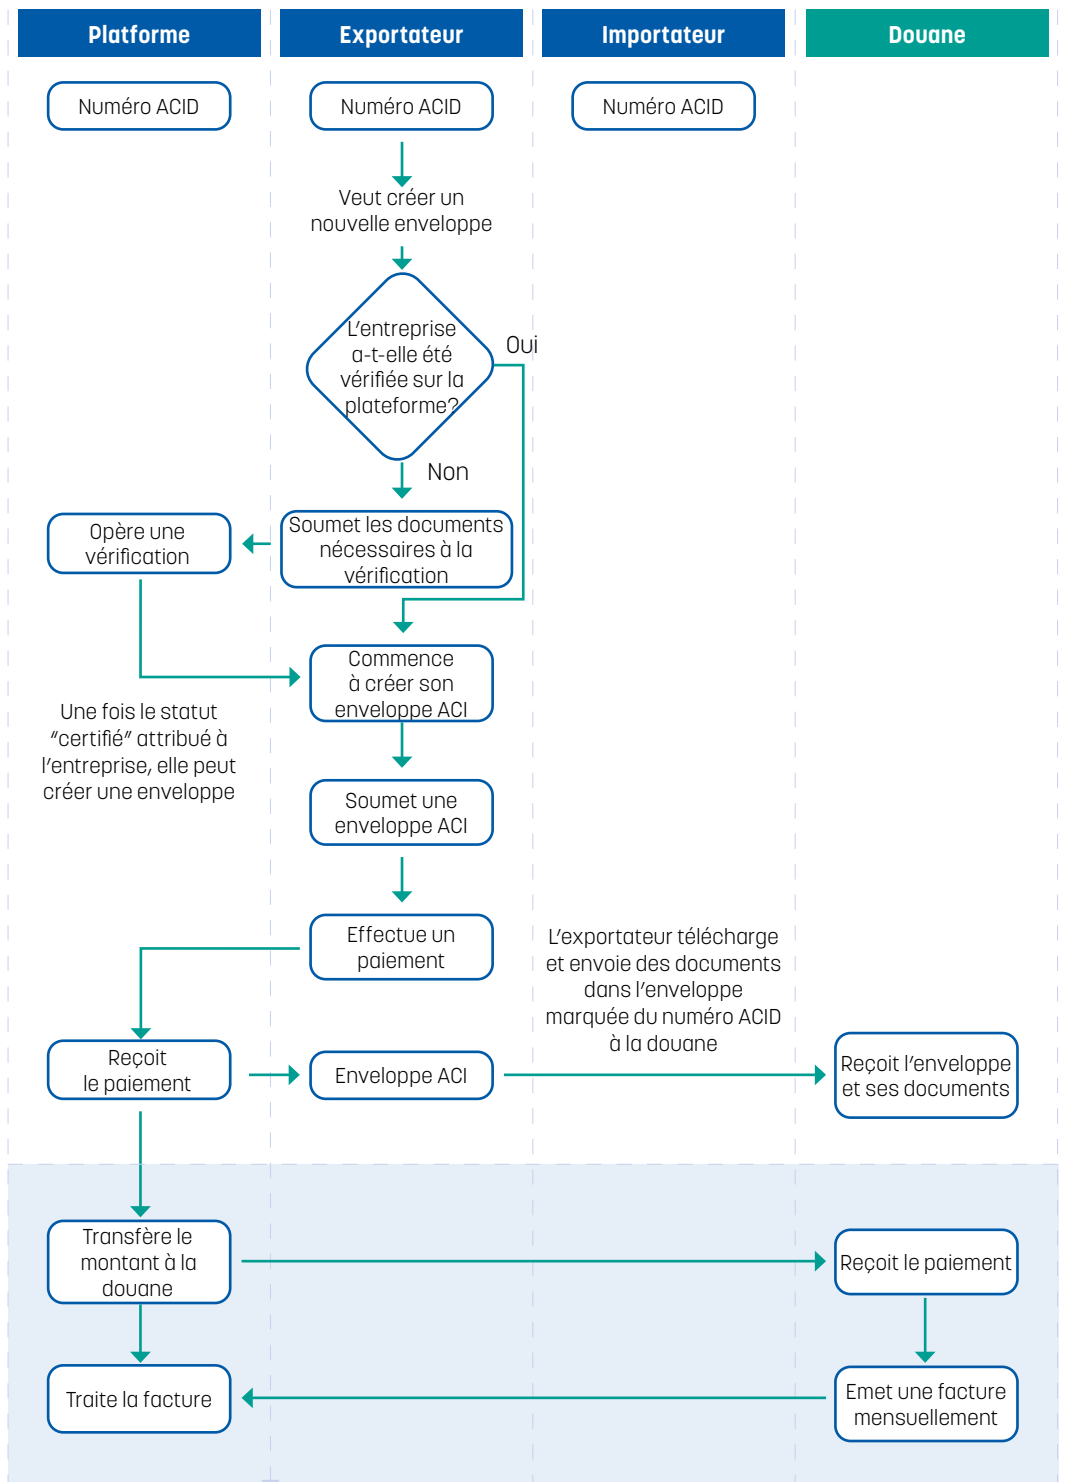 Platforme
Exportateur
Importateur
Douane
Numéro ACID
Numéro ACID
Numéro ACID
Veut créer un
nouvelle enveloppe
L'entreprise
a-t-elle été
vérifiée sur la
plateforme?
Oui
Non
Soumet les documents
nécessaires à la
vérification
Opère une
vérification
Commence
à créer son
enveloppe ACI
Une fois le statut
"certifié" attribué à
l'entreprise, elle peut
créer une enveloppe
Soumet une
enveloppe ACI
Effectue un
paiement
L'exportateur télécharge
et envoie des documents
dans l'enveloppe
marquée du numéro ACID
à la douane
Reçoit
le paiement
Enveloppe ACI
Reçoit l'enveloppe
et ses documents
Transfère le
montant à la
douane
Reçoit le paiement
Traite la facture
Emet une facture
mensuellement